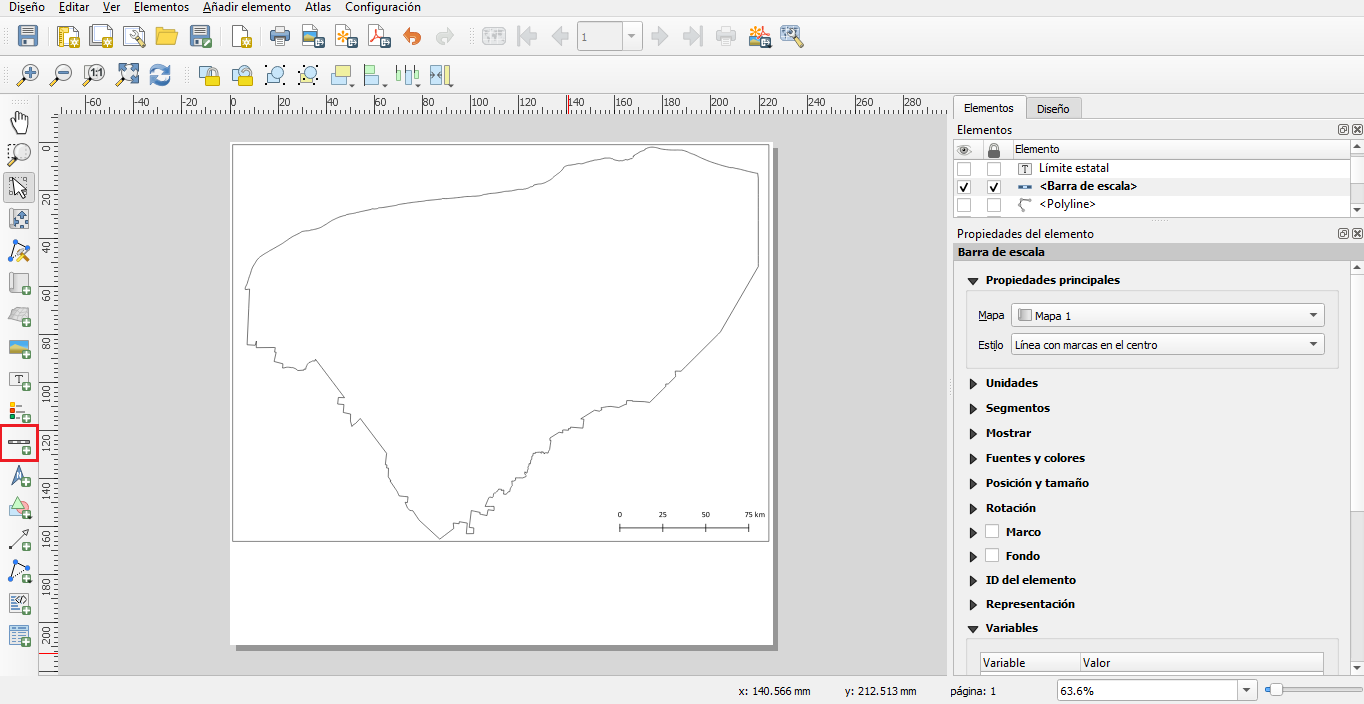 Diseño Editar Ver Elementos Añadir elemento Atlas Configuración
1
1:1
-60 -40 -20 0 20 40 60 80 100 120 140 160 180 200 220 240 260 280
0
20
40
60
80
100
120
140
160
180
200
0 25 50 75 km
Elementos Diseño
Elementos
Elemento
T Límite estatal
<Barra de escala>
<Polyline>
Propiedades del elemento
Barra de escala
Propiedades principales
Mapa Mapa 1
Estilo Línea con marcas en el centro
Unidades
Segmentos
Mostrar
Fuentes y colores
Posición y tamaño
Rotación
Marco
Fondo
ID del elemento
Representación
Variables
Variable Valor
x: 140.566 mm y: 212.513 mm página: 1 63.6%